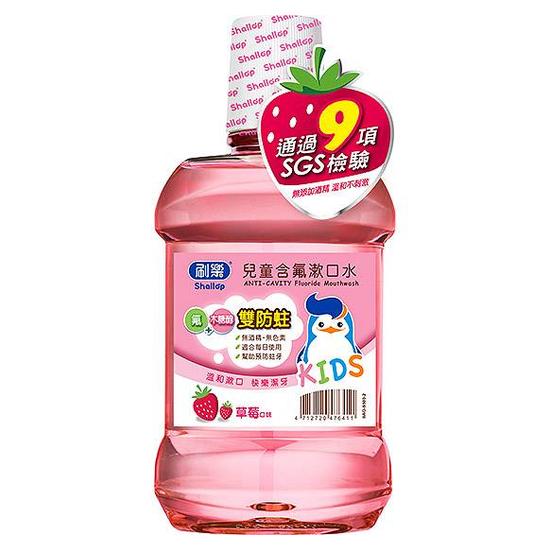 Shallop
通過9項
SGS檢驗
無添加酒精 溫和不刺激
刷樂
Shallop
兒童含氟漱口水
ANTI-CAVITY Fluoride Mouthwash
氟+木糖醇
雙防蛀
無酒精·無色素
適合每日使用
幫助預防蛀牙
KIDS
溫和漱口 快樂潔牙
草莓口味
4712720476411